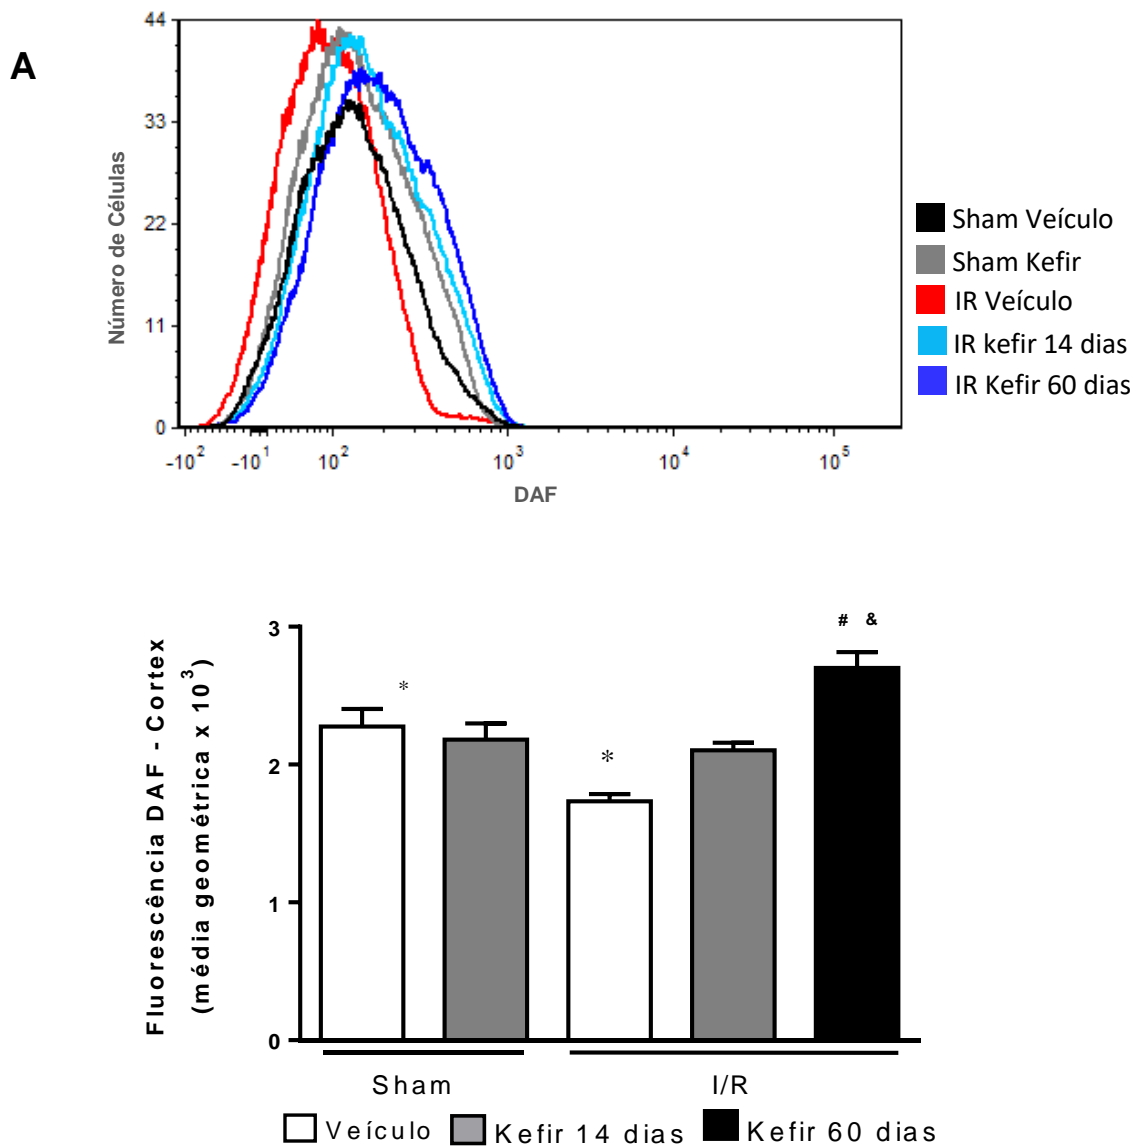 A
44
33
22
11
0
Número de Células
-10² -10¹ 10² 10³ 10⁴ 10⁵
DAF
Sham Veículo
Sham Kefir
IR Veículo
IR kefir 14 dias
IR Kefir 60 dias
Fluorescência DAF - Cortex
(média geométrica x 10³)
3
2
1
0
*
*
# &
Sham I/R
Veículo Kefir 14 dias Kefir 60 dias